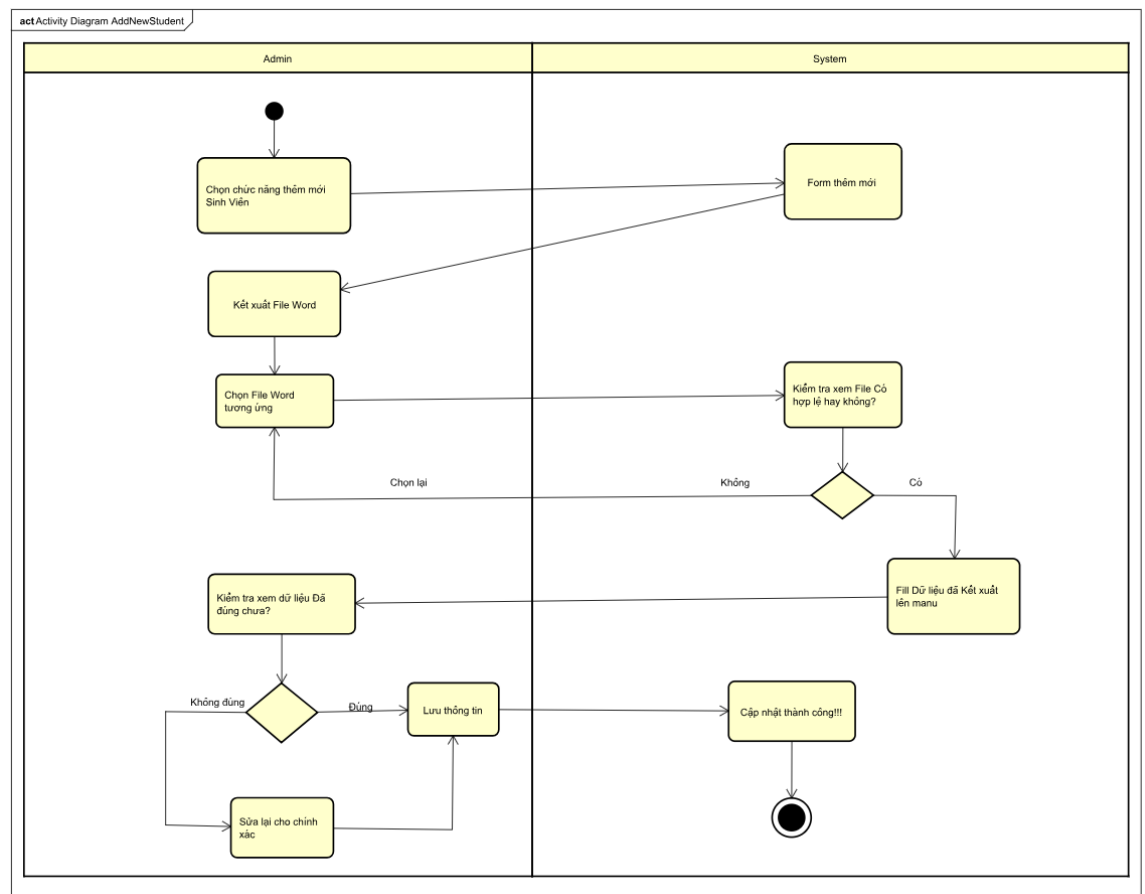 act Activity Diagram AddNewStudent
Admin
System
Chọn chức năng thêm mới
Sinh Viên
Form thêm mới
Kết xuất File Word
Chọn File Word
tương ứng
Kiểm tra xem File Có
hợp lệ hay không?
Chọn lại
Không
Có
Kiểm tra xem dữ liệu Đã
đúng chưa?
Fill Dữ liệu đã Kết xuất
lên manu
Không đúng
Đúng
Lưu thông tin
Cập nhật thành công!!!
Sửa lại cho chính
xác